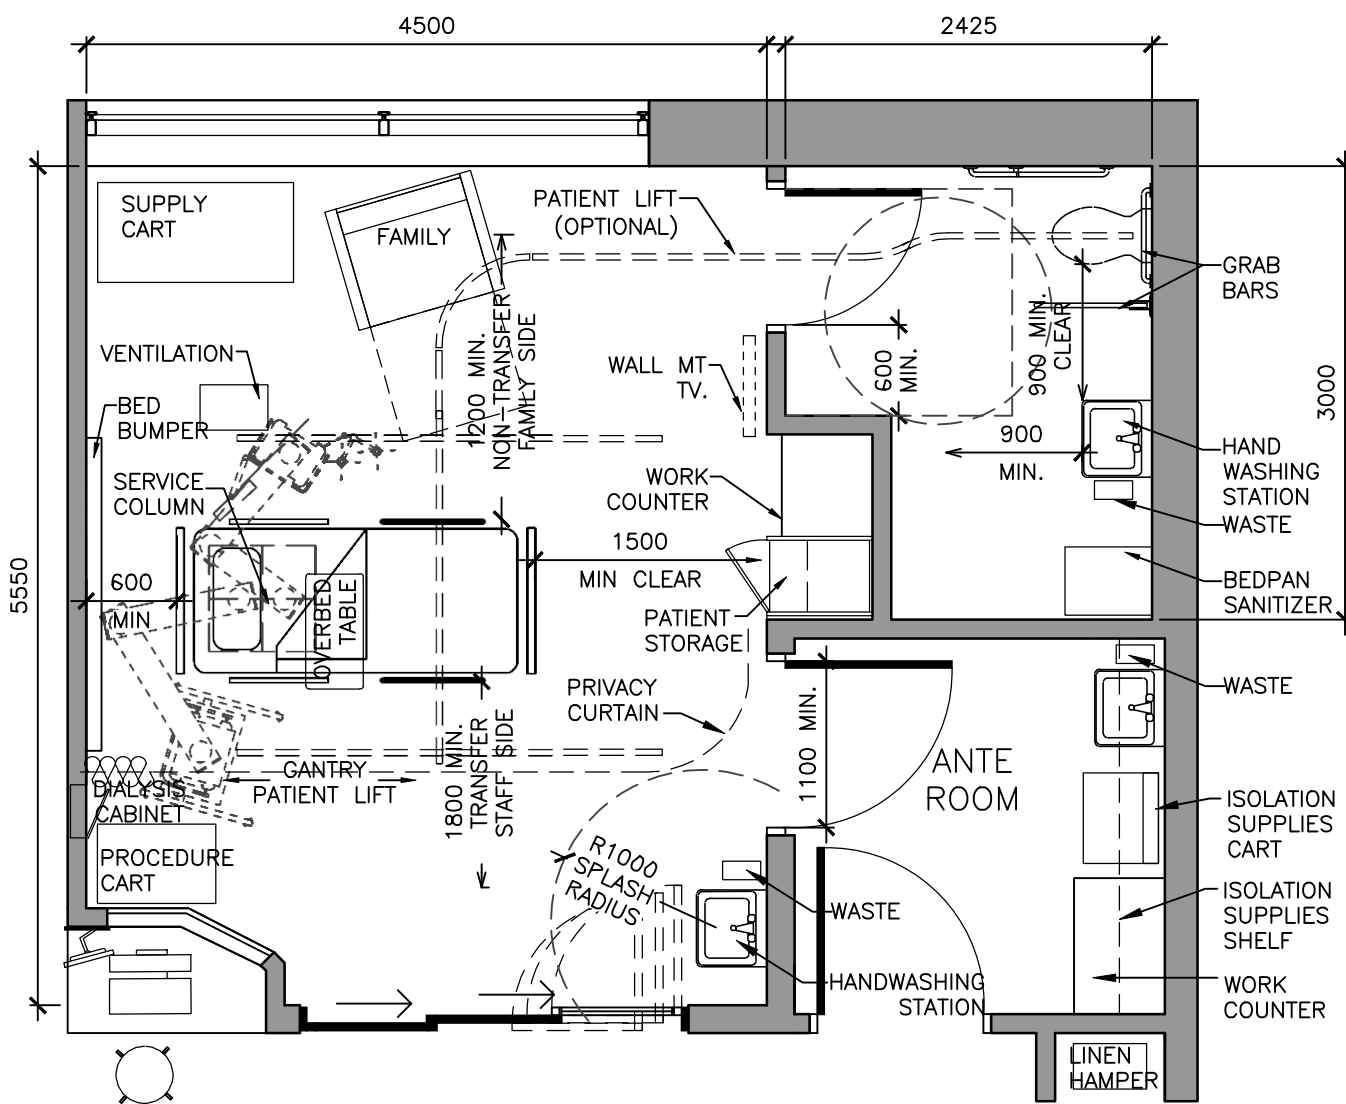 4500
2425
SUPPLY
CART
FAMILY
PATIENT LIFT
(OPTIONAL)
GRAB
BARS
VENTILATION
1200 MIN.
NON-TRANSFER
FAMILY SIDE
WALL MT
TV.
600
MIN.
900 MIN.
CLEAR
3000
BED
BUMPER
900
MIN.
HAND
WASHING
STATION
WASTE
SERVICE
COLUMN
WORK
COUNTER
1500
MIN CLEAR
5550
600
MIN
OVERBED
TABLE
PATIENT
STORAGE
BEDPAN
SANITIZER
PRIVACY
CURTAIN
WASTE
1100 MIN.
ANTE
ROOM
1800 MIN.
TRANSFER
STAFF SIDE
GANTRY
PATIENT LIFT
DIALYSIS
CABINET
ISOLATION
SUPPLIES
CART
PROCEDURE
CART
R1000
SPLASH
RADIUS
WASTE
ISOLATION
SUPPLIES
SHELF
HANDWASHING
STATION
WORK
COUNTER
LINEN
HAMPER